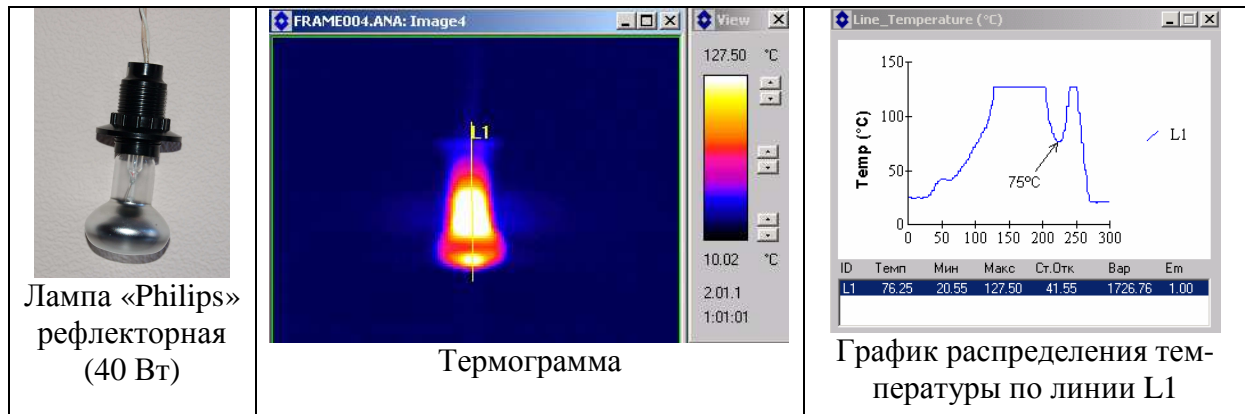 Лампа «Philips»
рефлекторная
(40 Вт)
FRAME004.ANA: Image4
L1
View
127.50 °C
10.02 °C
2.01.1
1:01:01
Термограмма
Line_Temperature (°C)
Temp (°C)
150
100
50
0
75°C
L1
0 50 100 150 200 250 300
ID Темп Мин Макс Ст.Отк Вар Em
L1 76.25 20.55 127.50 41.55 1726.76 1.00
График распределения тем-
пературы по линии L1